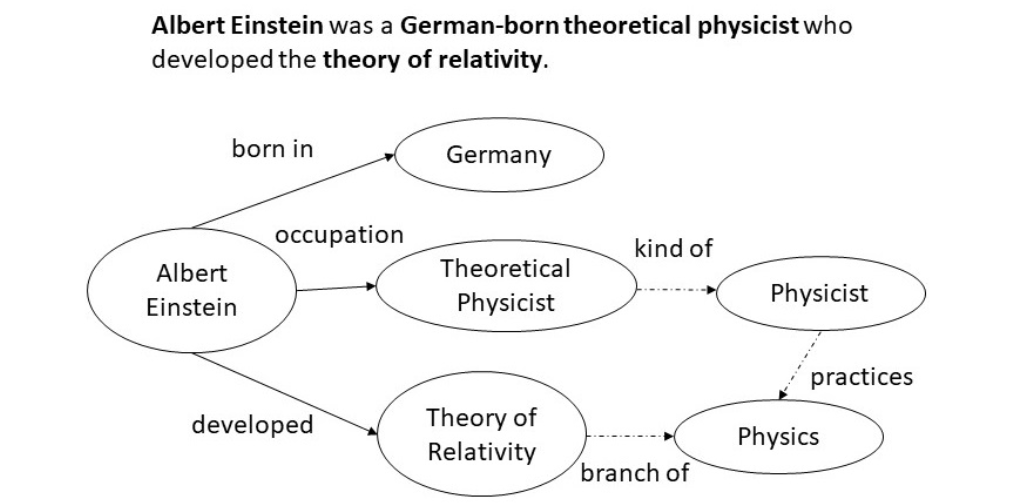 Albert Einstein was a German-born theoretical physicist who
developed the theory of relativity.
born in
Germany
occupation
kind of
Albert
Einstein
Theoretical
Physicist
Physicist
practices
developed
Theory of
Relativity
branch of
Physics